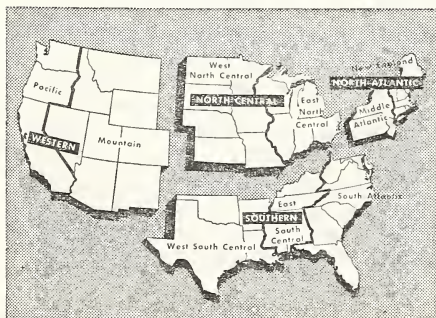 Pacific
WESTERN
Mountain
West
North Central
NORTH CENTRAL
East
North
Central
New England
NORTH ATLANTIC
Middle
Atlantic
South Atlantic
East
SOUTHERN
South
Central
West South Central